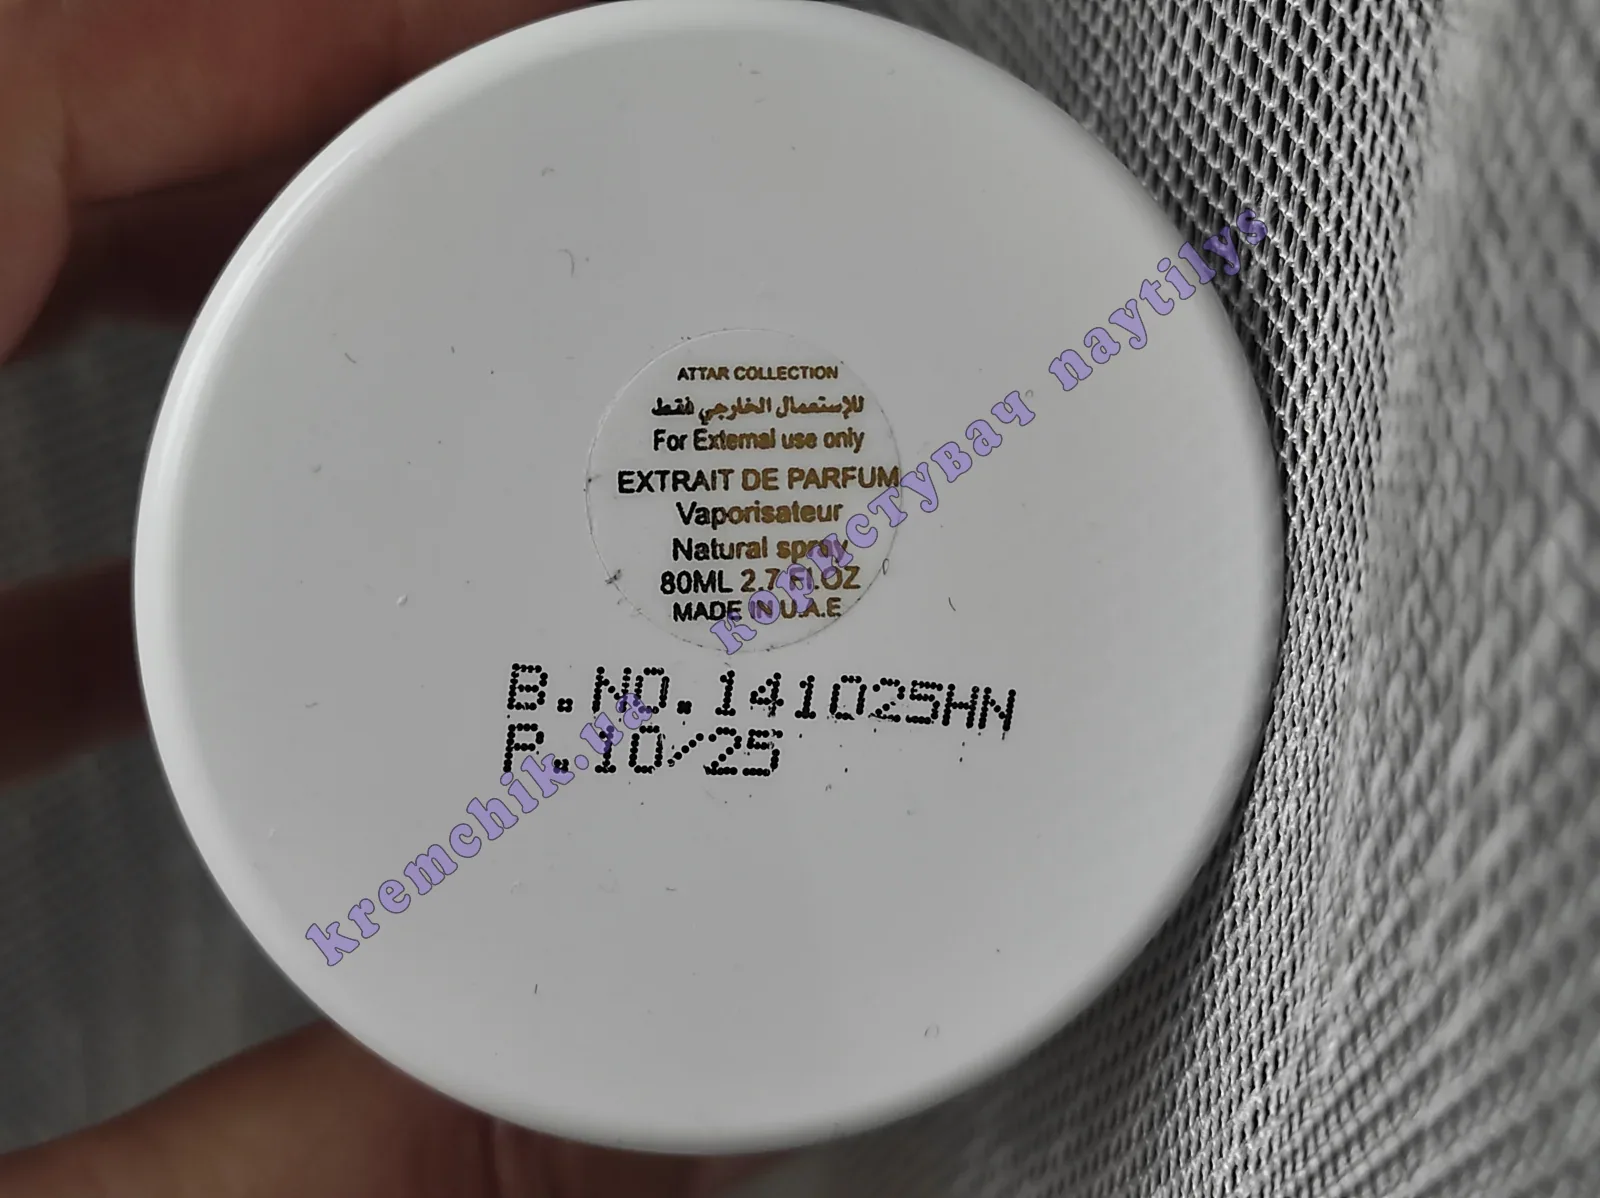 ATTAR COLLECTION
للإستعمال الخارجي فقط
For External use only
EXTRAIT DE PARFUM
Vaporisateur
Natural spray
80ML 2.7 Fl.OZ
MADE IN U.A.E
B.NO.141025HN
P.10/25
kremchik.ua користувач naytilys